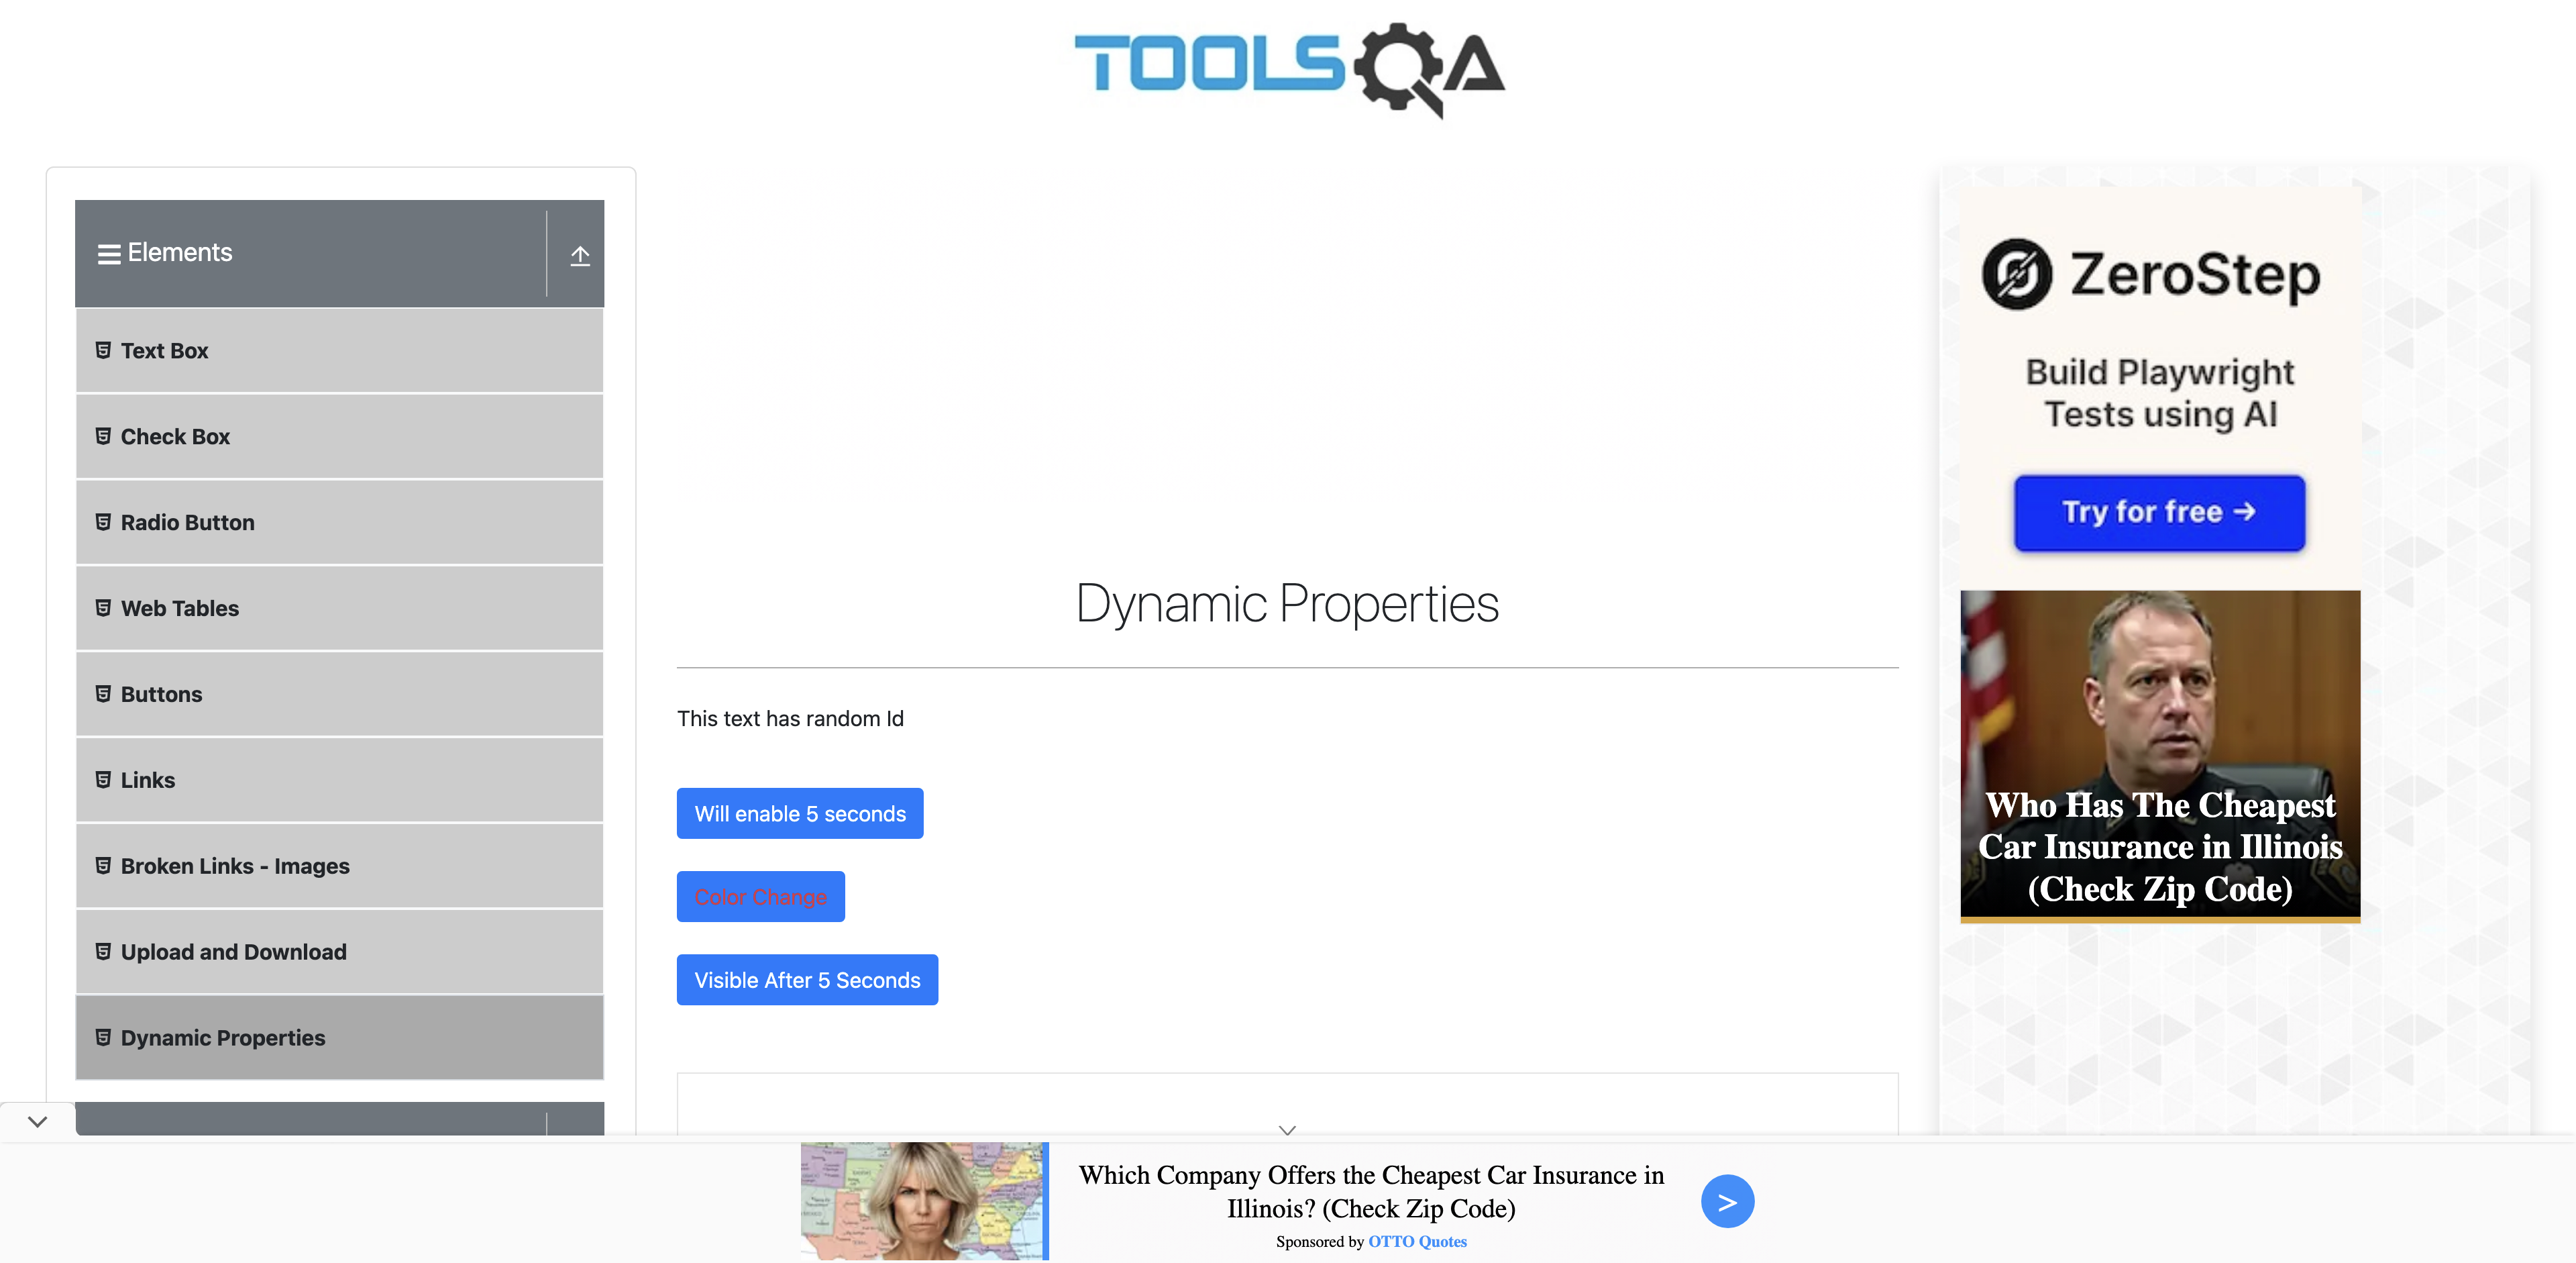 TOOLSQA
Elements
Text Box
Check Box
Radio Button
Web Tables
Buttons
Links
Broken Links - Images
Upload and Download
Dynamic Properties
Dynamic Properties
This text has random Id
Will enable 5 seconds
Color Change
Visible After 5 Seconds
ZeroStep
Build Playwright
Tests using AI
Try for free →
Who Has The Cheapest
Car Insurance in Illinois
(Check Zip Code)
Which Company Offers the Cheapest Car Insurance in
Illinois? (Check Zip Code)
Sponsored by OTTO Quotes
>